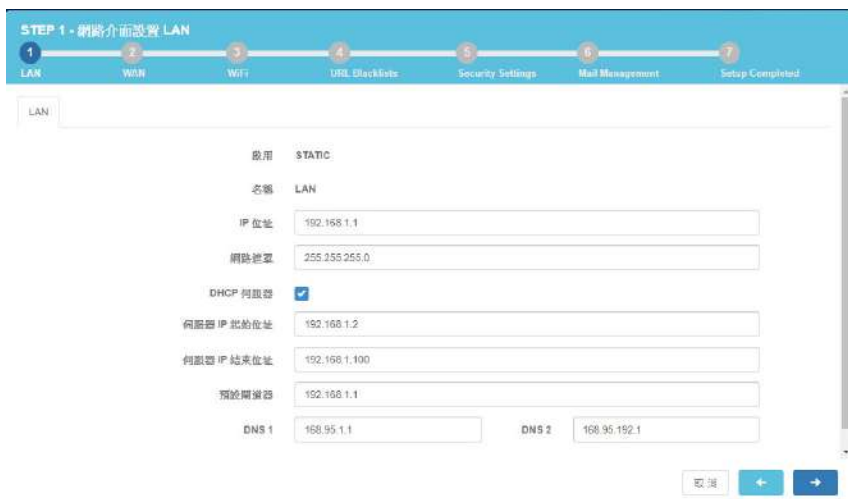 STEP 1 - 網路介面設置 LAN
1 2 3 4 5 6 7
LAN WAN WiFi URL Blacklists Security Settings Mail Management Setup Completed
LAN
啟用 STATIC
名稱 LAN
IP 位址 192.168.1.1
網路遮罩 255.255.255.0
DHCP 伺服器
伺服器 IP 起始位址 192.168.1.2
伺服器 IP 結束位址 192.168.1.100
預設閘道器 192.168.1.1
DNS 1 168.95.1.1 DNS 2 168.95.192.1
取消